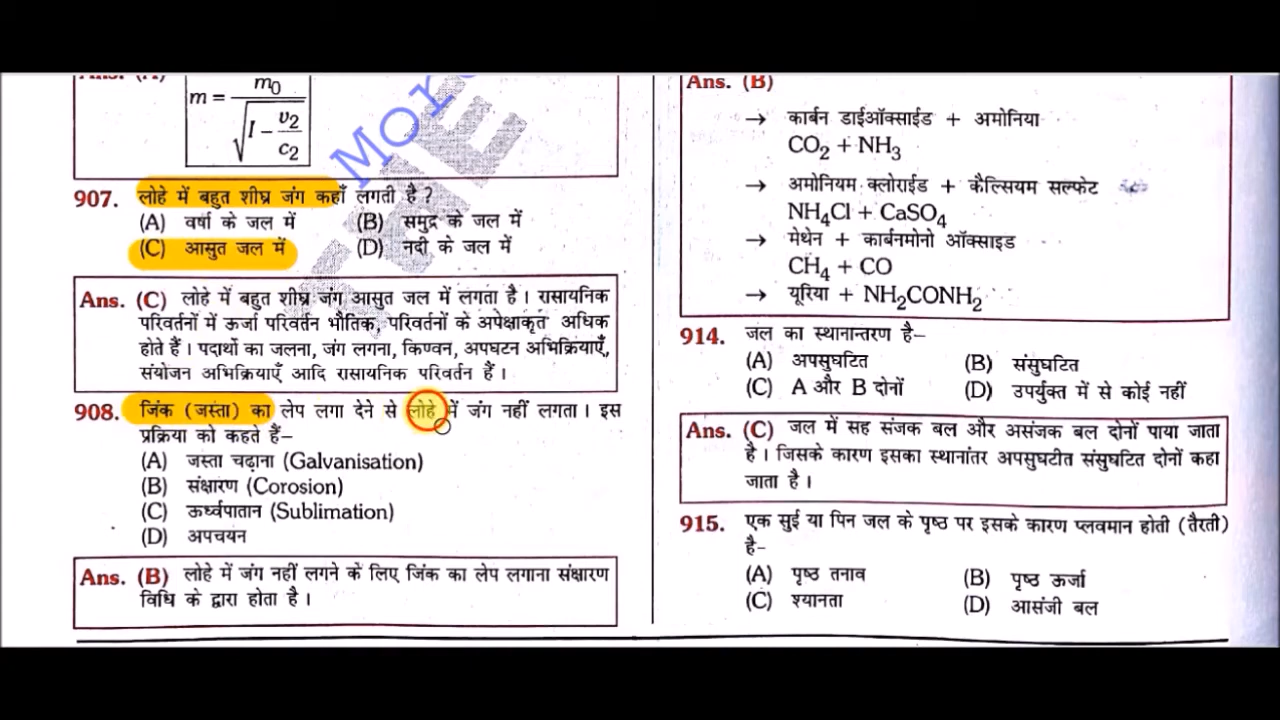 Ans. (A)
m = m0 / √I – υ2 / c2
More
907. लोहे में बहुत शीघ्र जंग कहाँ लगती है ?
(A) वर्षा के जल में (B) समुद्र के जल में
(C) आसुत जल में (D) नदी के जल में
Ans. (C) लोहे में बहुत शीघ्र जंग आसुत जल में लगता है । रासायनिक
परिवर्तनों में ऊर्जा परिवर्तन भौतिक, परिवर्तनों के अपेक्षाकृत अधिक
होते हैं । पदार्थो का जलना, जंग लगना, किण्वन, अपघटन अभिक्रियाएँ,
संयोजन अभिक्रियाएँ आदि रासायनिक परिवर्तन हैं ।
908. जिंक (जस्ता) का लेप लगा देने से लोहे में जंग नहीं लगता । इस
प्रक्रिया को कहते हैं–
(A) जस्ता चढ़ाना (Galvanisation)
(B) संक्षारण (Corosion)
(C) ऊर्ध्वपातान (Sublimation)
(D) अपचयन
Ans. (B) लोहे में जंग नहीं लगने के लिए जिंक का लेप लगाना संक्षारण
विधि के द्वारा होता है ।
Ans. (B)
→ कार्बन डाईऑक्साईड + अमोनिया
CO2 + NH3
→ अमोनियम क्लोराईड + कैल्सियम सल्फेट
NH4Cl + CaSO4
→ मेथेन + कार्बनमोनो ऑक्साइड
CH4 + CO
→ यूरिया + NH2CONH2
914. जल का स्थानान्तरण है–
(A) अपसुघटित (B) संसुघटित
(C) A और B दोनों (D) उपर्युक्त में से कोई नहीं
Ans. (C) जल में सह संजक बल और असंजक बल दोनों पाया जाता
है । जिसके कारण इसका स्थानांतर अपसुघटीत संसुघटित दोनों कहा
जाता है ।
915. एक सुई या पिन जल के पृष्ठ पर इसके कारण प्लवमान होती (तैरती)
है–
(A) पृष्ठ तनाव (B) पृष्ठ ऊर्जा
(C) श्यानता (D) आसंजी बल